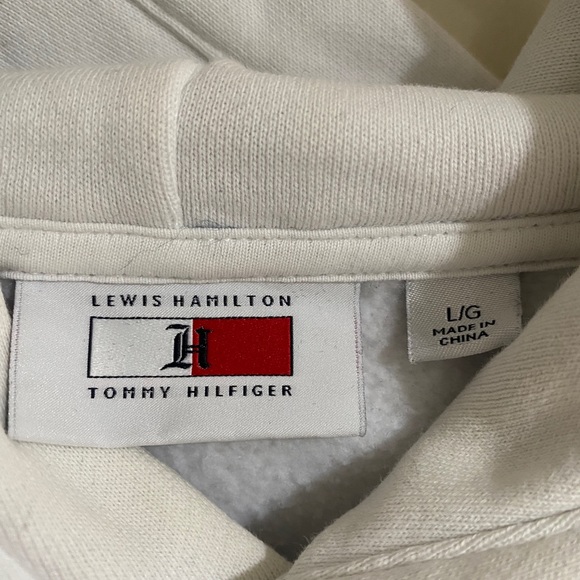 LEWIS HAMILTON
H
TOMMY HILFIGER
L/G
MADE IN
CHINA